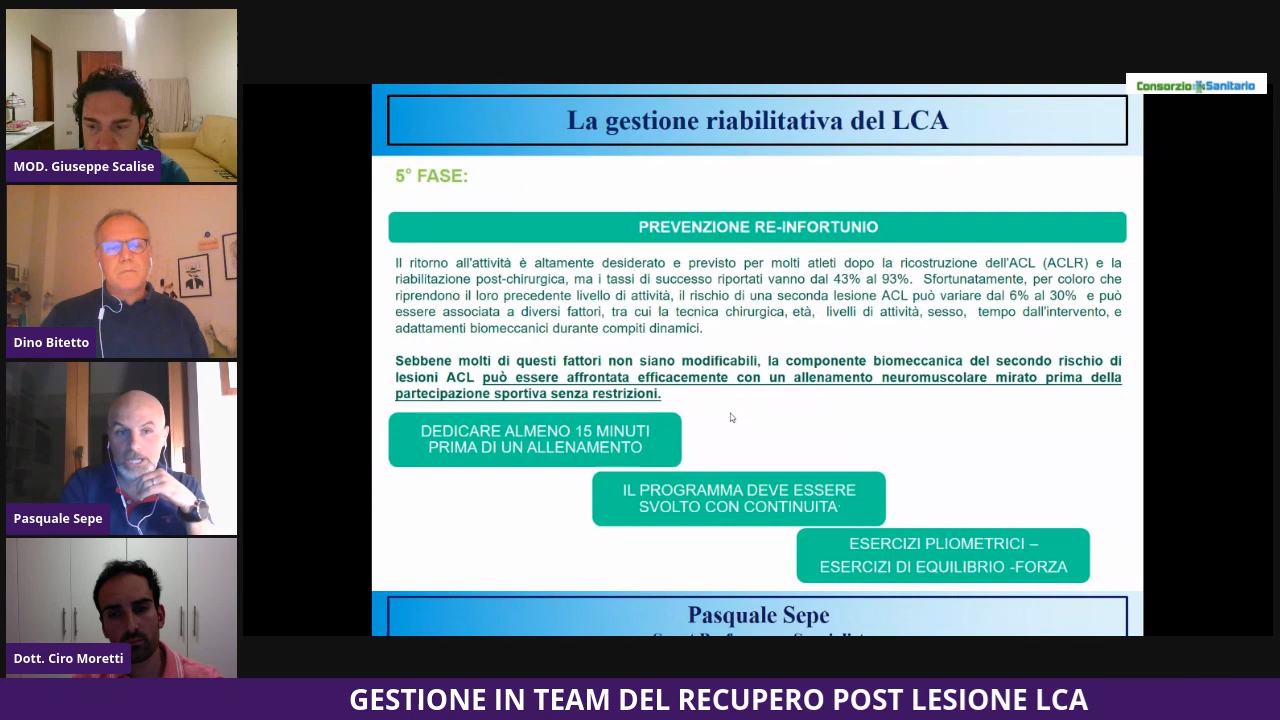 MOD. Giuseppe Scalise
Dino Bitetto
Pasquale Sepe
Dott. Ciro Moretti
Consorzio Sanitario
La gestione riabilitativa del LCA
5° FASE:
PREVENZIONE RE-INFORTUNIO
Il ritorno all'attività è altamente desiderato e previsto per molti atleti dopo la ricostruzione dell'ACL (ACLR) e la
riabilitazione post-chirurgica, ma i tassi di successo riportati vanno dal 43% al 93%. Sfortunatamente, per coloro che
riprendono il loro precedente livello di attività, il rischio di una seconda lesione ACL può variare dal 6% al 30% e può
essere associata a diversi fattori, tra cui la tecnica chirurgica, età, livelli di attività, sesso, tempo dall'intervento, e
adattamenti biomeccanici durante compiti dinamici.
Sebbene molti di questi fattori non siano modificabili, la componente biomeccanica del secondo rischio di
lesioni ACL può essere affrontata efficacemente con un allenamento neuromuscolare mirato prima della
partecipazione sportiva senza restrizioni.
DEDICARE ALMENO 15 MINUTI
PRIMA DI UN ALLENAMENTO
IL PROGRAMMA DEVE ESSERE
SVOLTO CON CONTINUITA'
ESERCIZI PLIOMETRICI –
ESERCIZI DI EQUILIBRIO -FORZA
Pasquale Sepe
GESTIONE IN TEAM DEL RECUPERO POST LESIONE LCA